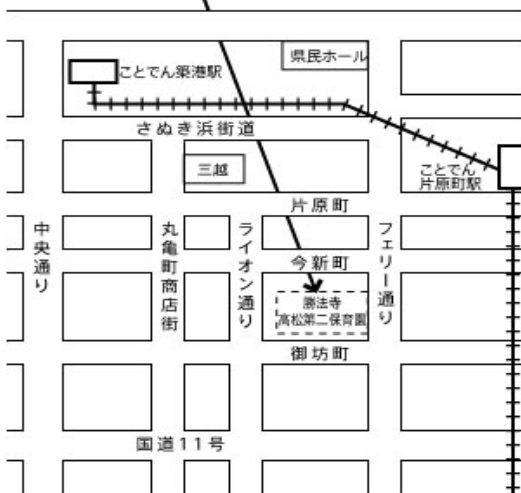 県民ホール
ことでん築港駅
さぬき浜街道
三越
ことでん
片原町駅
片原町
中央通り
丸亀町商店街
ライオン通り
フェリー通り
今新町
勝法寺
高松第二保育園
御坊町
国道11号